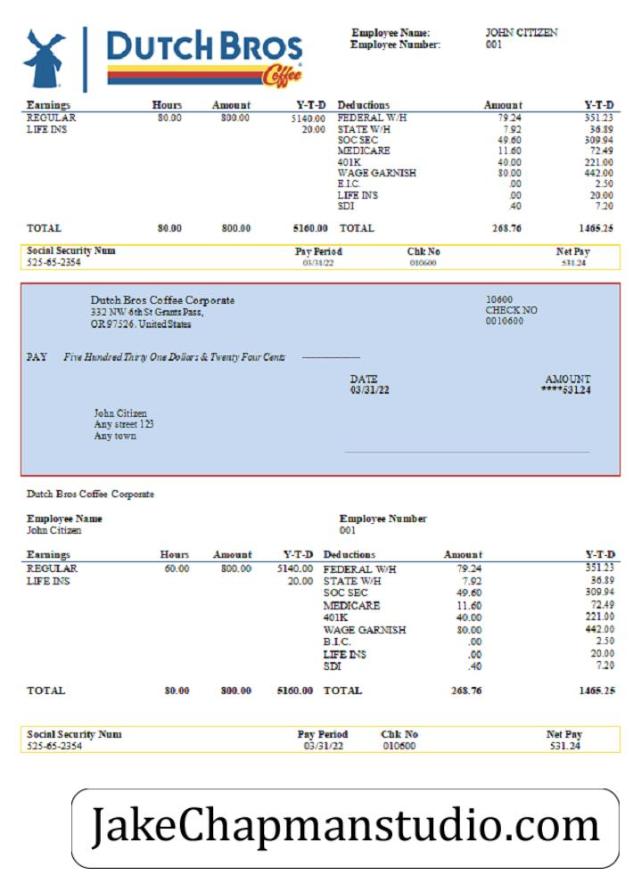 DUTCH BROS
Coffee
Employee Name: JOHN CITIZEN
Employee Number: 001
Earnings Hours Amount Y-T-D Deductions Amount Y-T-D
REGULAR 80.00 800.00 5140.00 FEDERAL W/H 79.24 351.23
LIFE INS 20.00 STATE W/H 7.92 36.89
SOC SEC 49.60 309.94
MEDICARE 11.60 72.49
401K 40.00 221.00
WAGE GARNISH 80.00 442.00
E.I.C. .00 2.50
LIFE INS .00 20.00
SDI .40 7.20
TOTAL 80.00 800.00 5160.00 TOTAL 268.76 1465.25
Social Security Num Pay Period Chk No Net Pay
525-65-2354 03/31/22 010600 531.24
Dutch Bros Coffee Corporate 10600
332 NW 6th St Grants Pass, CHECK NO
OR 97526, United States 0010600
PAY Five Hundred Thirty One Dollars & Twenty Four Cents
DATE AMOUNT
03/31/22 ****531.24
John Citizen
Any street 123
Any town
Dutch Bros Coffee Corporate
Employee Name Employee Number
John Citizen 001
Earnings Hours Amount Y-T-D Deductions Amount Y-T-D
REGULAR 60.00 800.00 5140.00 FEDERAL W/H 79.24 351.23
LIFE INS 20.00 STATE W/H 7.92 36.89
SOC SEC 49.60 309.94
MEDICARE 11.60 72.49
401K 40.00 221.00
WAGE GARNISH 80.00 442.00
B.I.C. .00 2.50
LIFE INS .00 20.00
SDI .40 7.20
TOTAL 80.00 800.00 5160.00 TOTAL 268.76 1465.25
Social Security Num Pay Period Chk No Net Pay
525-65-2354 03/31/22 010600 531.24
JakeChapmanstudio.com